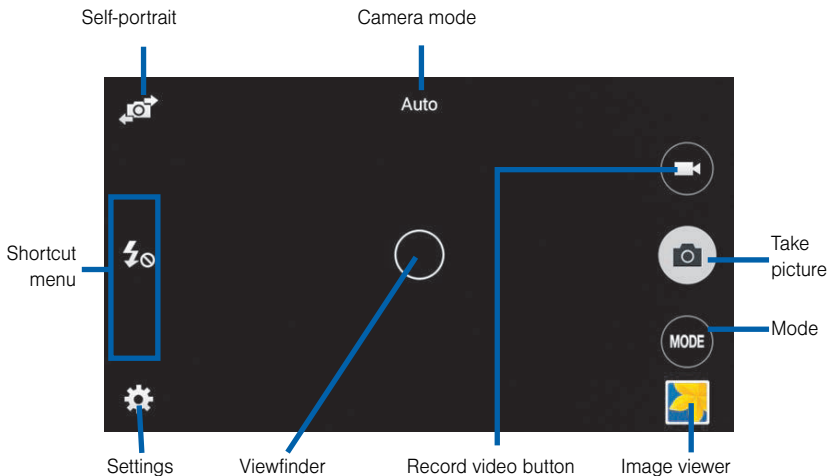 Self-portrait
Camera mode
Auto
Shortcut
menu
Take
picture
MODE
Mode
Settings
Viewfinder
Record video button
Image viewer